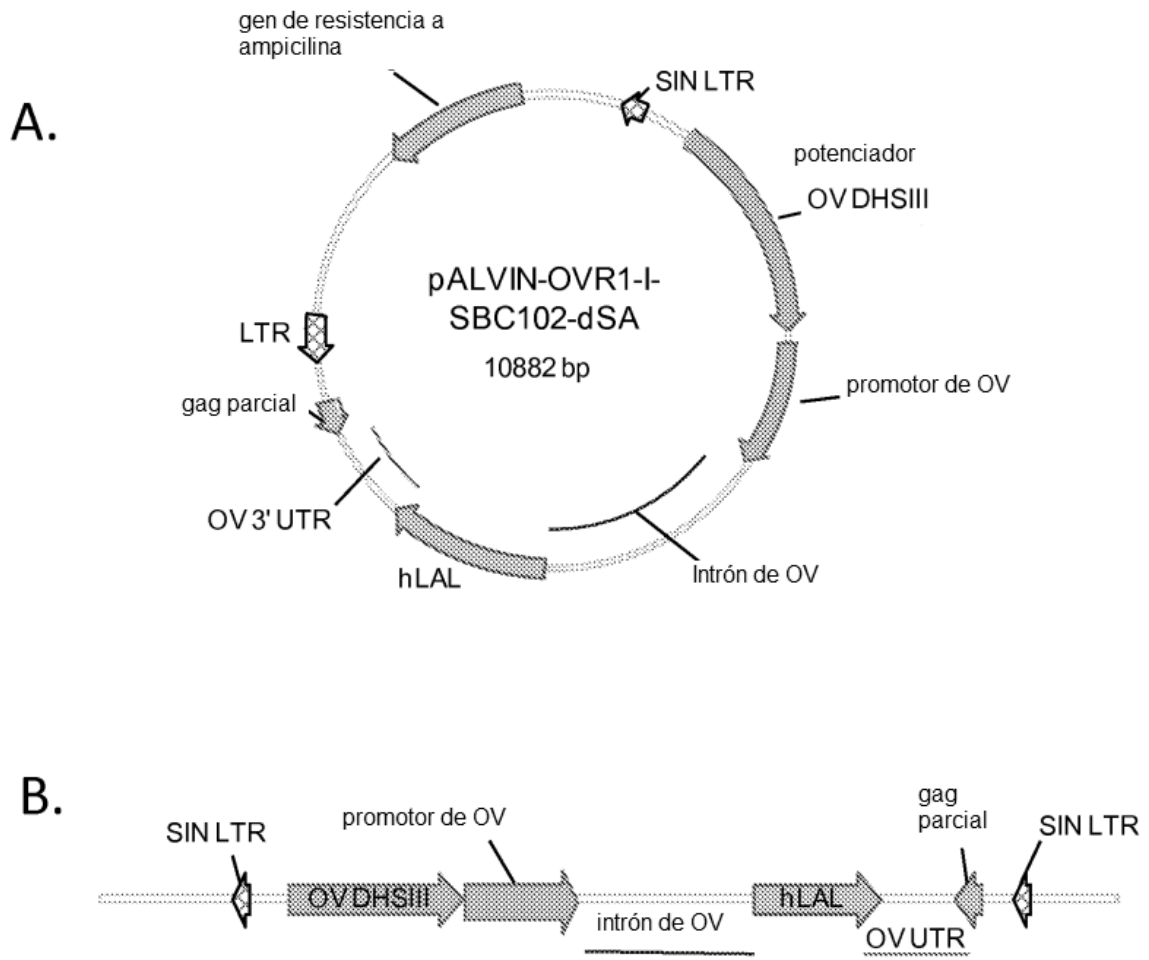 gen de resistencia a
ampicilina
A.
SIN LTR
potenciador
OV DHSIII
pALVIN-OVR1-I-
SBC102-dSA
10882 bp
LTR
promotor de OV
gag parcial
OV 3' UTR
hLAL
Intrón de OV
B.
SIN LTR
promotor de OV
gag
parcial
SIN LTR
OV DHSIII
hLAL
intrón de OV
OV UTR